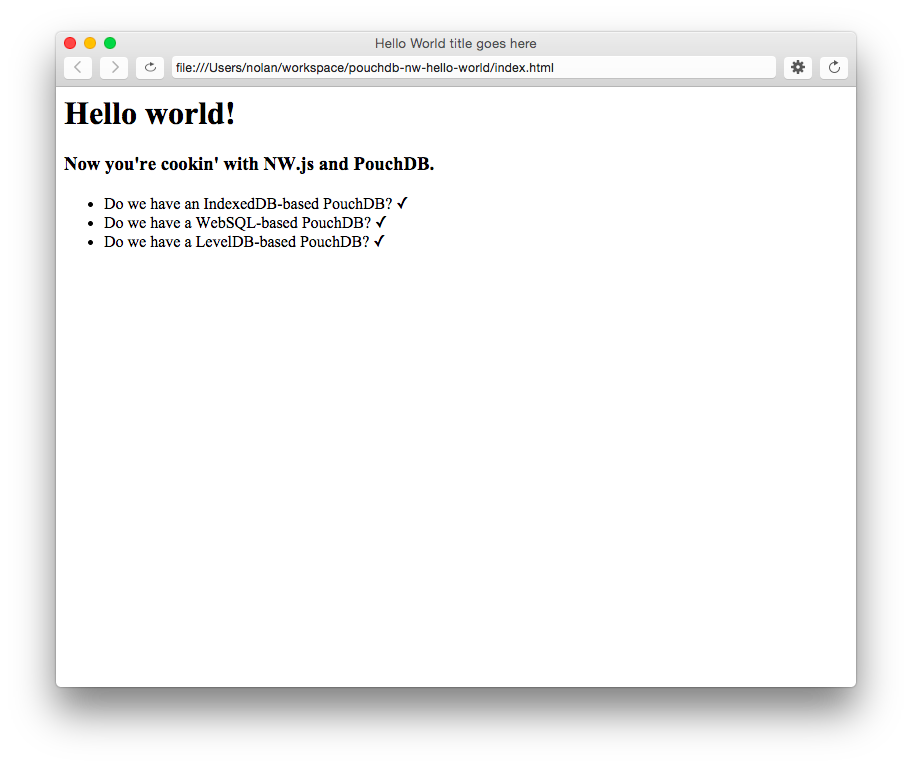 Hello World title goes here
file:///Users/nolan/workspace/pouchdb-nw-hello-world/index.html
Hello world!
Now you're cookin' with NW.js and PouchDB.
• Do we have an IndexedDB-based PouchDB? ✓
• Do we have a WebSQL-based PouchDB? ✓
• Do we have a LevelDB-based PouchDB? ✓